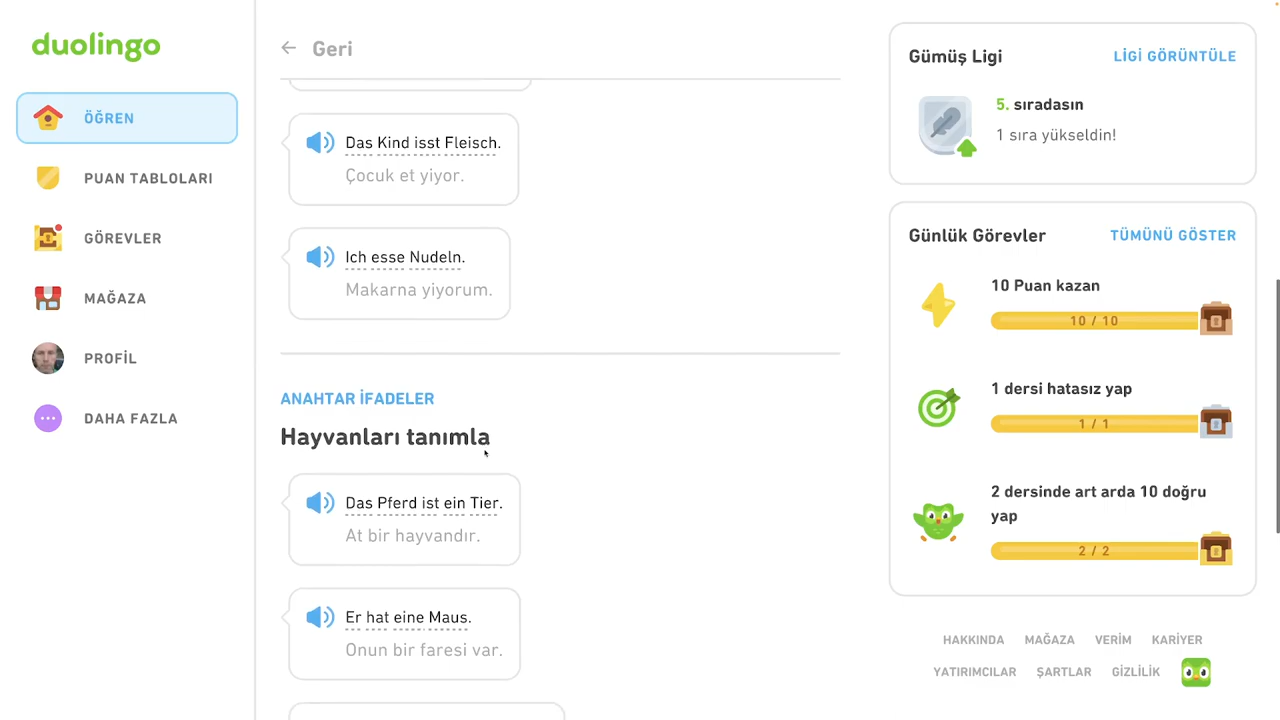 duolingo
ÖĞREN
PUAN TABLOLARI
GÖREVLER
MAĞAZA
PROFİL
DAHA FAZLA
Geri
Das Kind isst Fleisch.
Çocuk et yiyor.
Ich esse Nudeln.
Makarna yiyorum.
ANAHTAR İFADELER
Hayvanları tanımla
Das Pferd ist ein Tier.
At bir hayvandır.
Er hat eine Maus.
Onun bir faresi var.
Gümüş Ligi
LİGİ GÖRÜNTÜLE
5. sıradasın
1 sıra yükseldin!
Günlük Görevler
TÜMÜNÜ GÖSTER
10 Puan kazan
10 / 10
1 dersi hatasız yap
1 / 1
2 dersinde art arda 10 doğru
yap
2 / 2
HAKKINDA MAĞAZA VERİM KARİYER
YATIRIMCILAR ŞARTLAR GİZLİLİK